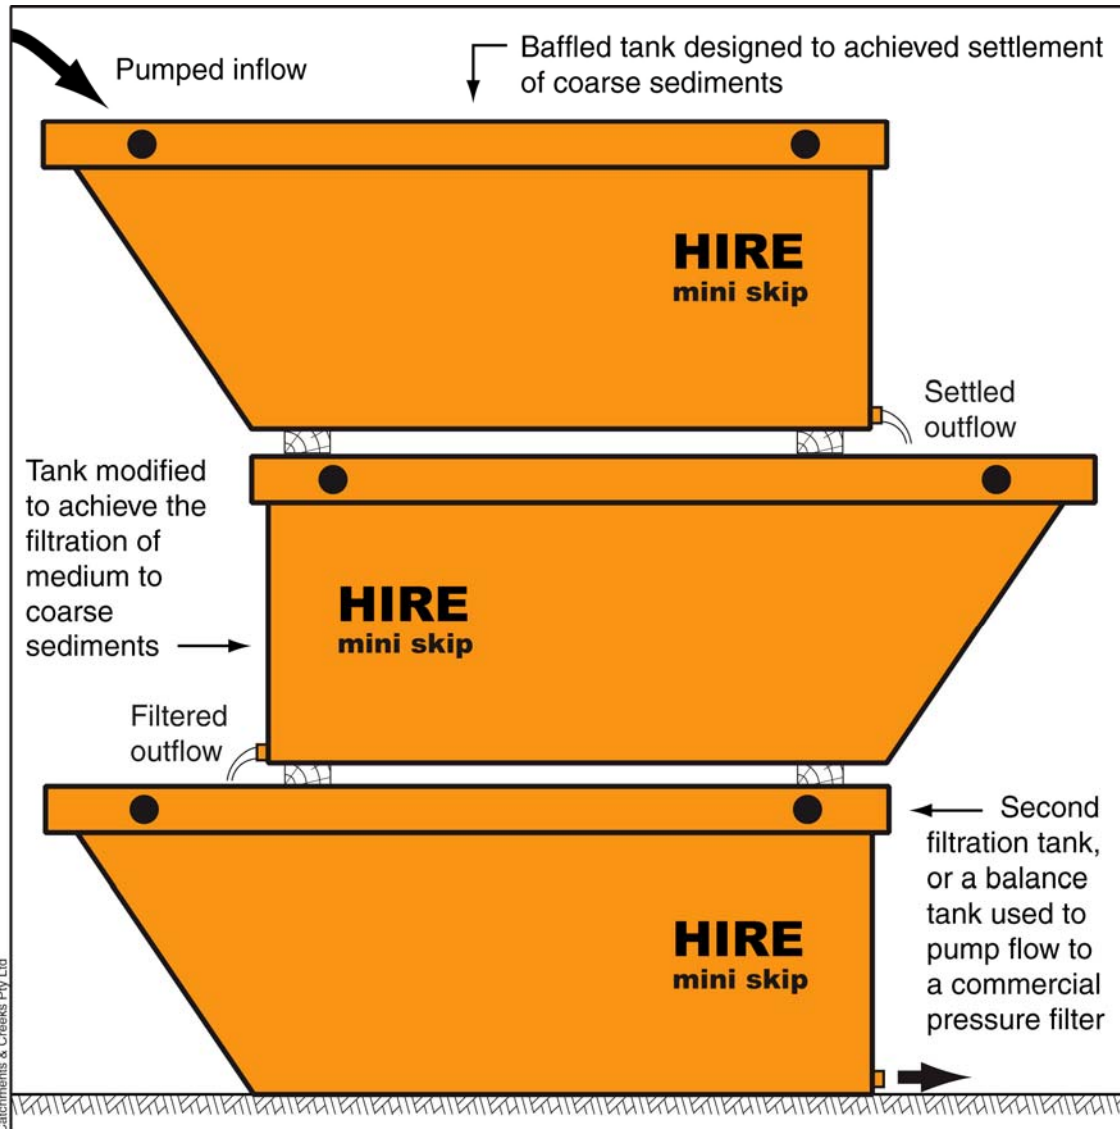 Pumped inflow
Baffled tank designed to achieved settlement
of coarse sediments
HIRE
mini skip
Settled
outflow
Tank modified
to achieve the
filtration of
medium to
coarse
sediments
HIRE
mini skip
Filtered
outflow
HIRE
mini skip
Second
filtration tank,
or a balance
tank used to
pump flow to
a commercial
pressure filter
Catchments & Creeks Pty Ltd